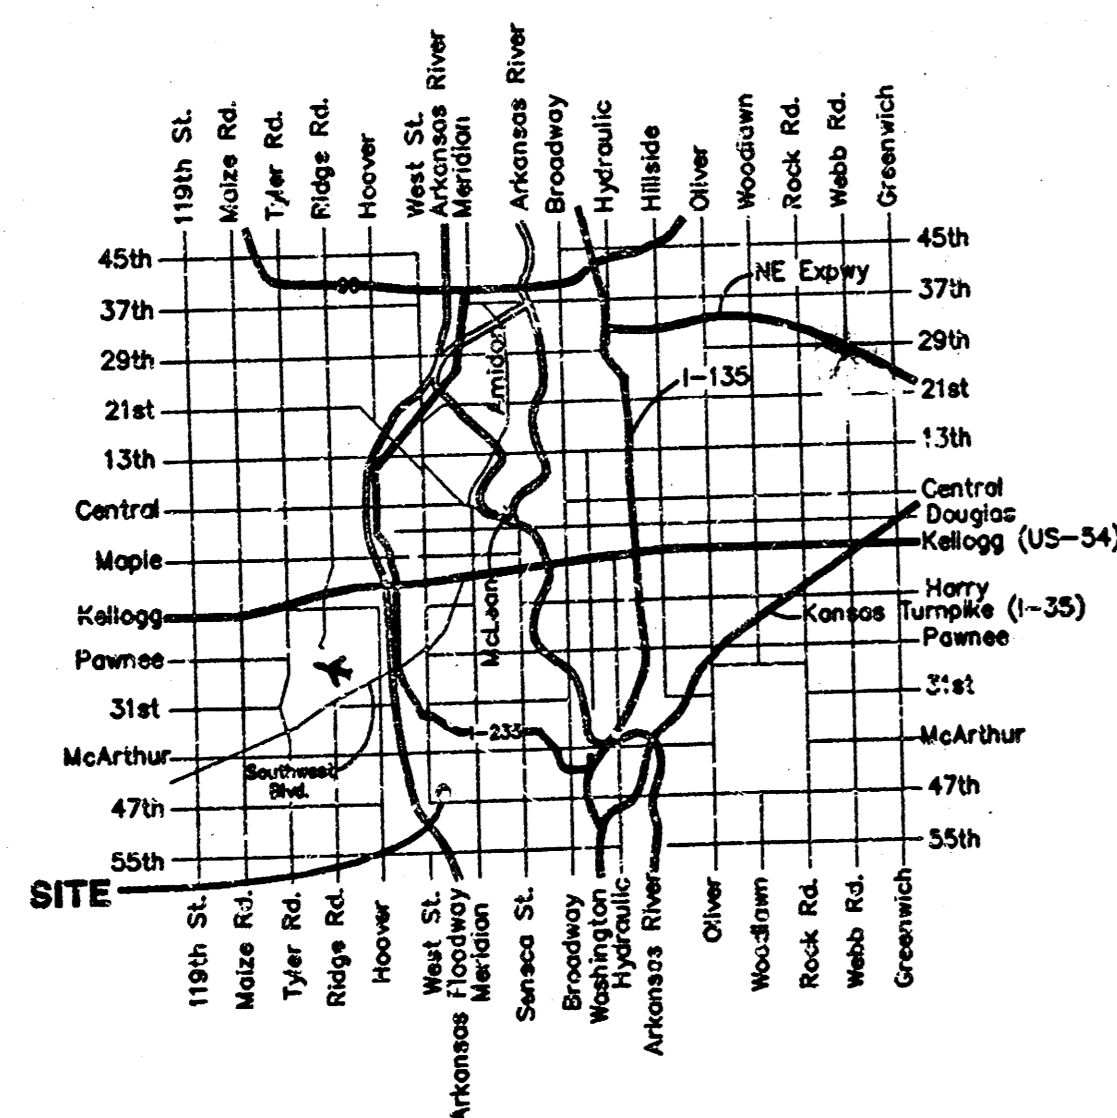 119th St.
Maize Rd.
Tyler Rd.
Ridge Rd.
Hoover
West St.
Arkansas River
Meridian
Arkansas River
Broadway
Hydraulic
Hillside
Oliver
Woodlawn
Rock Rd.
Webb Rd.
Greenwich
45th
37th
29th
21st
13th
Central
Maple
Kellogg
Pawnee
31st
McArthur
47th
55th
SITE
96
Amidon
McLean
I-135
NE Expwy
I-235
Southwest
Blvd.
45th
37th
29th
21st
13th
Central
Douglas
Kellogg (US-54)
Harry
Kansas Turnpike (I-35)
Pawnee
31st
McArthur
47th
55th
119th St.
Maize Rd.
Tyler Rd.
Ridge Rd.
Hoover
West St.
Arkansas Floodway
Meridian
Seneca St.
Broadway
Washington
Hydraulic
Arkansas River
Oliver
Woodlawn
Rock Rd.
Webb Rd.
Greenwich